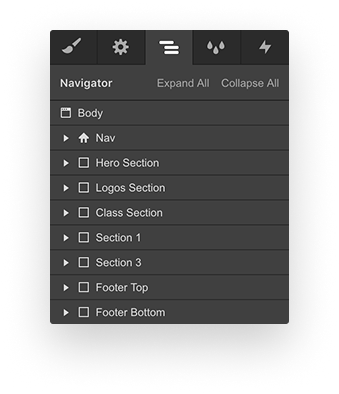 Navigator Expand All Collapse All
Body
Nav
Hero Section
Logos Section
Class Section
Section 1
Section 3
Footer Top
Footer Bottom